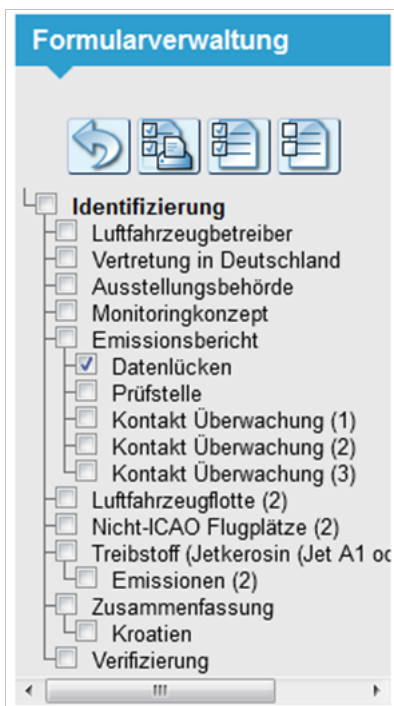 Formularverwaltung
Identifizierung
Luftfahrzeugbetreiber
Vertretung in Deutschland
Ausstellungsbehörde
Monitoringkonzept
Emissionsbericht
Datenlücken
Prüfstelle
Kontakt Überwachung (1)
Kontakt Überwachung (2)
Kontakt Überwachung (3)
Luftfahrzeugflotte (2)
Nicht-ICAO Flugplätze (2)
Treibstoff (Jetkerosin (Jet A1 oc
Emissionen (2)
Zusammenfassung
Kroatien
Verifizierung